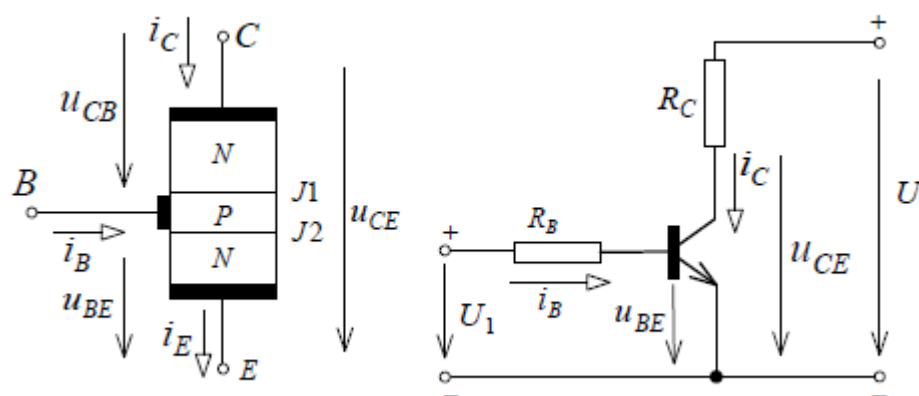 i_C
C
u_CB
N
J1
B
P
J2
u_CE
i_B
N
u_BE
i_E
E
+
R_C
i_C
U
+
R_B
u_CE
i_B
U_1
u_BE